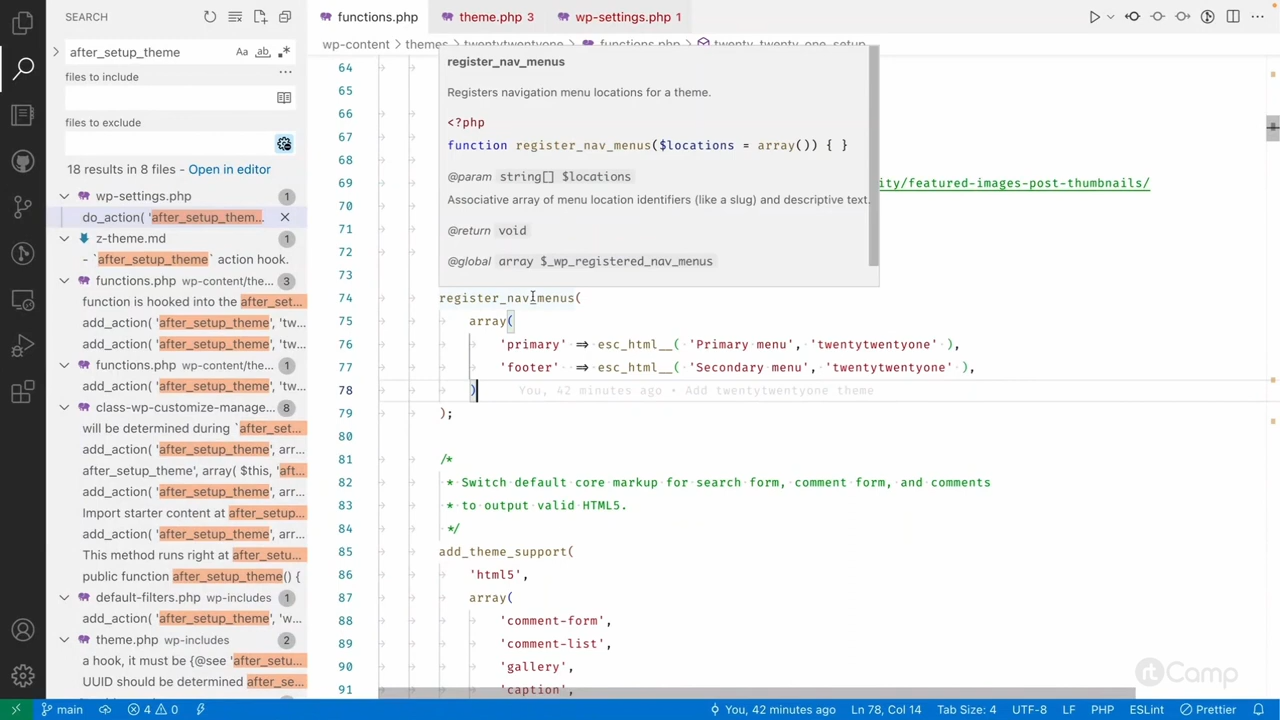 SEARCH
after_setup_theme
Aa ab
files to include
files to exclude
18 results in 8 files - Open in editor
wp-settings.php 1
do_action( 'after_setup_them...
z-theme.md 1
- `after_setup_theme` action hook.
functions.php wp-content/the... 3
function is hooked into the after_set...
add_action( 'after_setup_theme', 'tw...
functions.php wp-content/the... 1
add_action( 'after_setup_theme', 'tw...
class-wp-customize-manage... 8
will be determined during `after_set...
add_action( 'after_setup_theme', arr...
after_setup_theme', array( $this, 'aft...
add_action( 'after_setup_theme', arr...
Import starter content at after_setup...
add_action( 'after_setup_theme', arr...
This method runs right at after_setu...
public function after_setup_theme() {
default-filters.php wp-includes 1
add_action( 'after_setup_theme', 'w...
theme.php wp-includes 2
a hook, it must be {@see 'after_setu...
UUID should be determined after_se...
functions.php theme.php 3 wp-settings.php 1
wp-content > themes > twentytwentyone > functions.php > twenty_twenty_one_setup
register_nav_menus
Registers navigation menu locations for a theme.
<?php
function register_nav_menus($locations = array()) { }
@param string[] $locations
Associative array of menu location identifiers (like a slug) and descriptive text.
@return void
@global array $_wp_registered_nav_menus
64
65
66
67
68
69 ity/featured-images-post-thumbnails/
70
71
72
73
74 register_nav_menus(
75 array(
76 'primary' => esc_html__( 'Primary menu', 'twentytwentyone' ),
77 'footer' => esc_html__( 'Secondary menu', 'twentytwentyone' ),
78 ) You, 42 minutes ago • Add twentytwentyone theme
79 );
80
81 /*
82 * Switch default core markup for search form, comment form, and comments
83 * to output valid HTML5.
84 */
85 add_theme_support(
86 'html5',
87 array(
88 'comment-form',
89 'comment-list',
90 'gallery',
91 'caption',
rtCamp
main 4 0 You, 42 minutes ago Ln 78, Col 14 Tab Size: 4 UTF-8 LF PHP ESLint Prettier